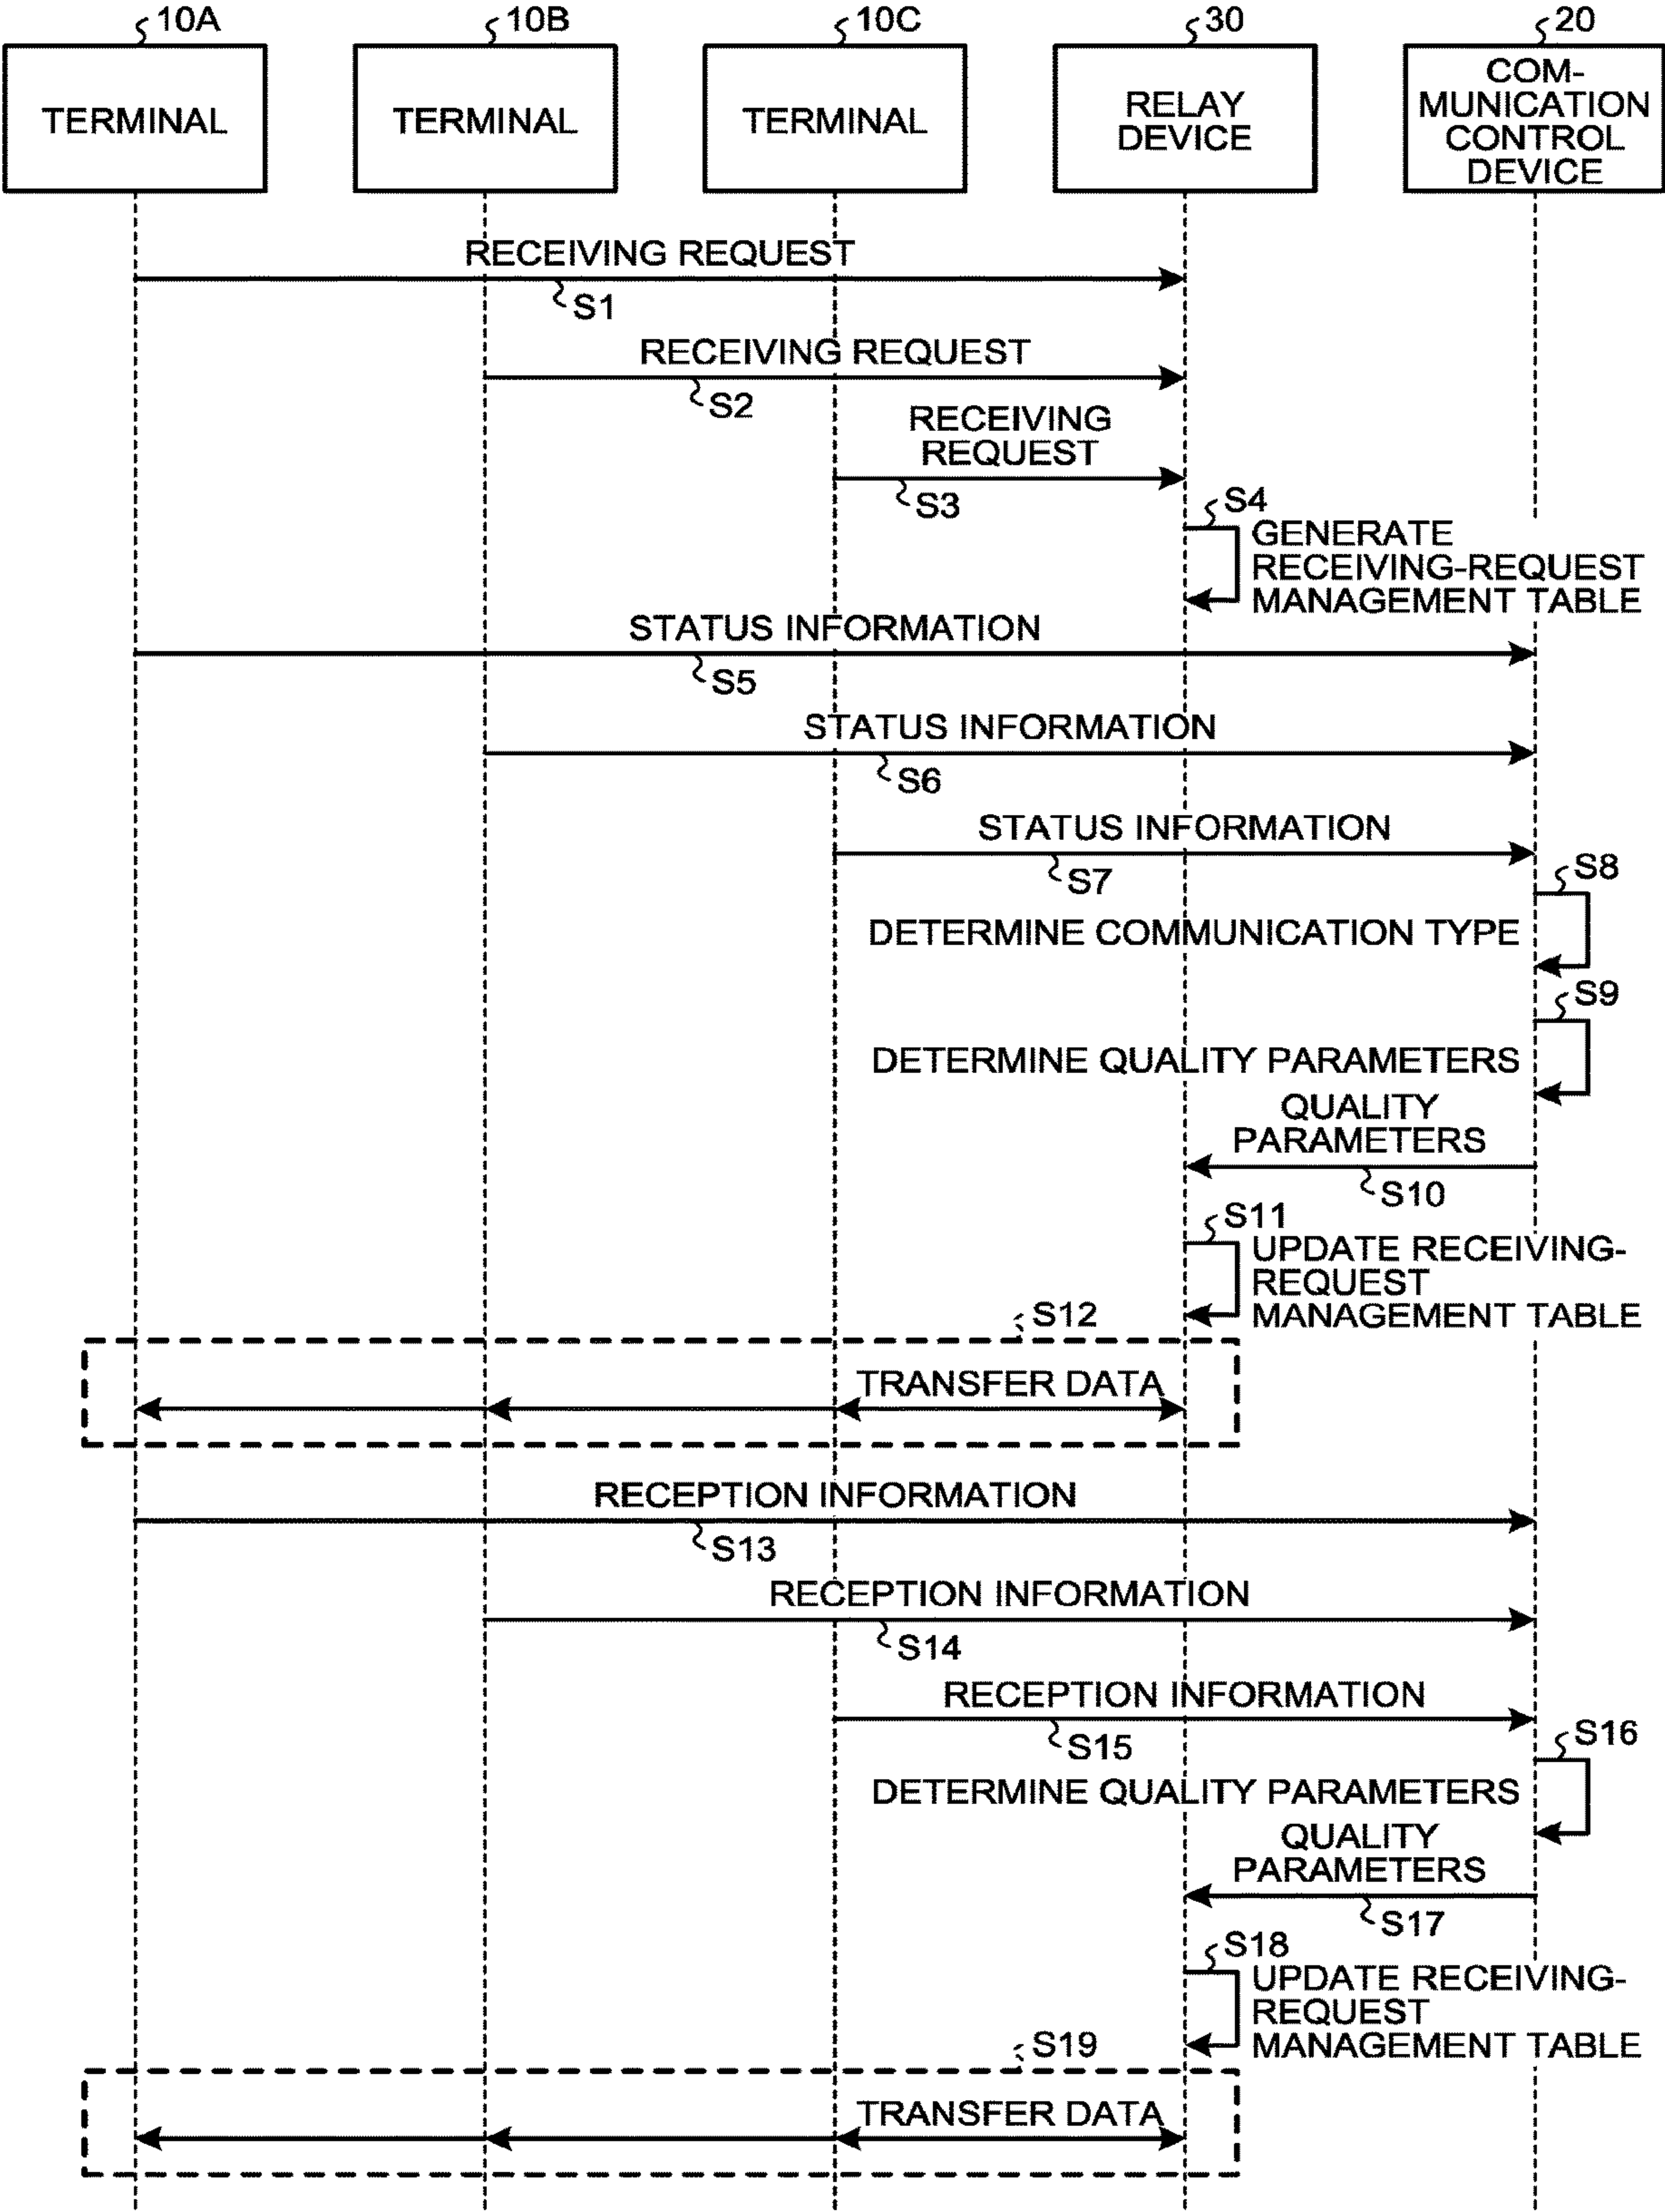 10A
10B
10C
30
20
TERMINAL
TERMINAL
TERMINAL
RELAY
DEVICE
COM-
MUNICATION
CONTROL
DEVICE
RECEIVING REQUEST
S1
RECEIVING REQUEST
S2
RECEIVING
REQUEST
S3
S4
GENERATE
RECEIVING-REQUEST
MANAGEMENT TABLE
STATUS INFORMATION
S5
STATUS INFORMATION
S6
STATUS INFORMATION
S7
S8
DETERMINE COMMUNICATION TYPE
S9
DETERMINE QUALITY PARAMETERS
QUALITY
PARAMETERS
S10
S11
UPDATE RECEIVING-
REQUEST
MANAGEMENT TABLE
S12
TRANSFER DATA
RECEPTION INFORMATION
S13
RECEPTION INFORMATION
S14
RECEPTION INFORMATION
S15
S16
DETERMINE QUALITY PARAMETERS
QUALITY
PARAMETERS
S17
S18
UPDATE RECEIVING-
REQUEST
MANAGEMENT TABLE
S19
TRANSFER DATA